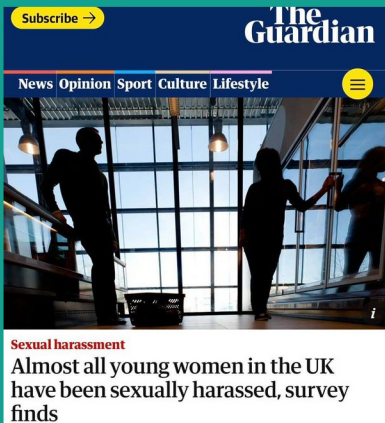 Subscribe →
The
Guardian
News Opinion Sport Culture Lifestyle
i
Sexual harassment
Almost all young women in the UK
have been sexually harassed, survey
finds